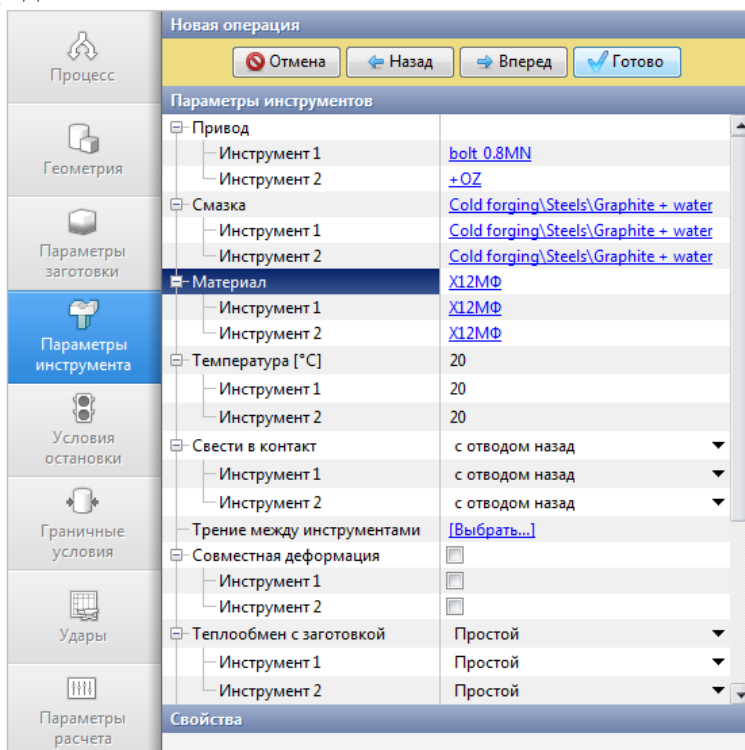 Новая операция
Отмена
Назад
Вперед
Готово
Процесс
Геометрия
Параметры
заготовки
Параметры
инструмента
Условия
остановки
Граничные
условия
Удары
Параметры
расчета
Параметры инструментов
Привод
Инструмент 1 bolt 0.8MN
Инструмент 2 +OZ
Смазка Cold forging\Steels\Graphite + water
Инструмент 1 Cold forging\Steels\Graphite + water
Инструмент 2 Cold forging\Steels\Graphite + water
Материал Х12МФ
Инструмент 1 Х12МФ
Инструмент 2 Х12МФ
Температура [°C] 20
Инструмент 1 20
Инструмент 2 20
Свести в контакт с отводом назад
Инструмент 1 с отводом назад
Инструмент 2 с отводом назад
Трение между инструментами [Выбрать...]
Совместная деформация
Инструмент 1
Инструмент 2
Теплообмен с заготовкой Простой
Инструмент 1 Простой
Инструмент 2 Простой
Свойства